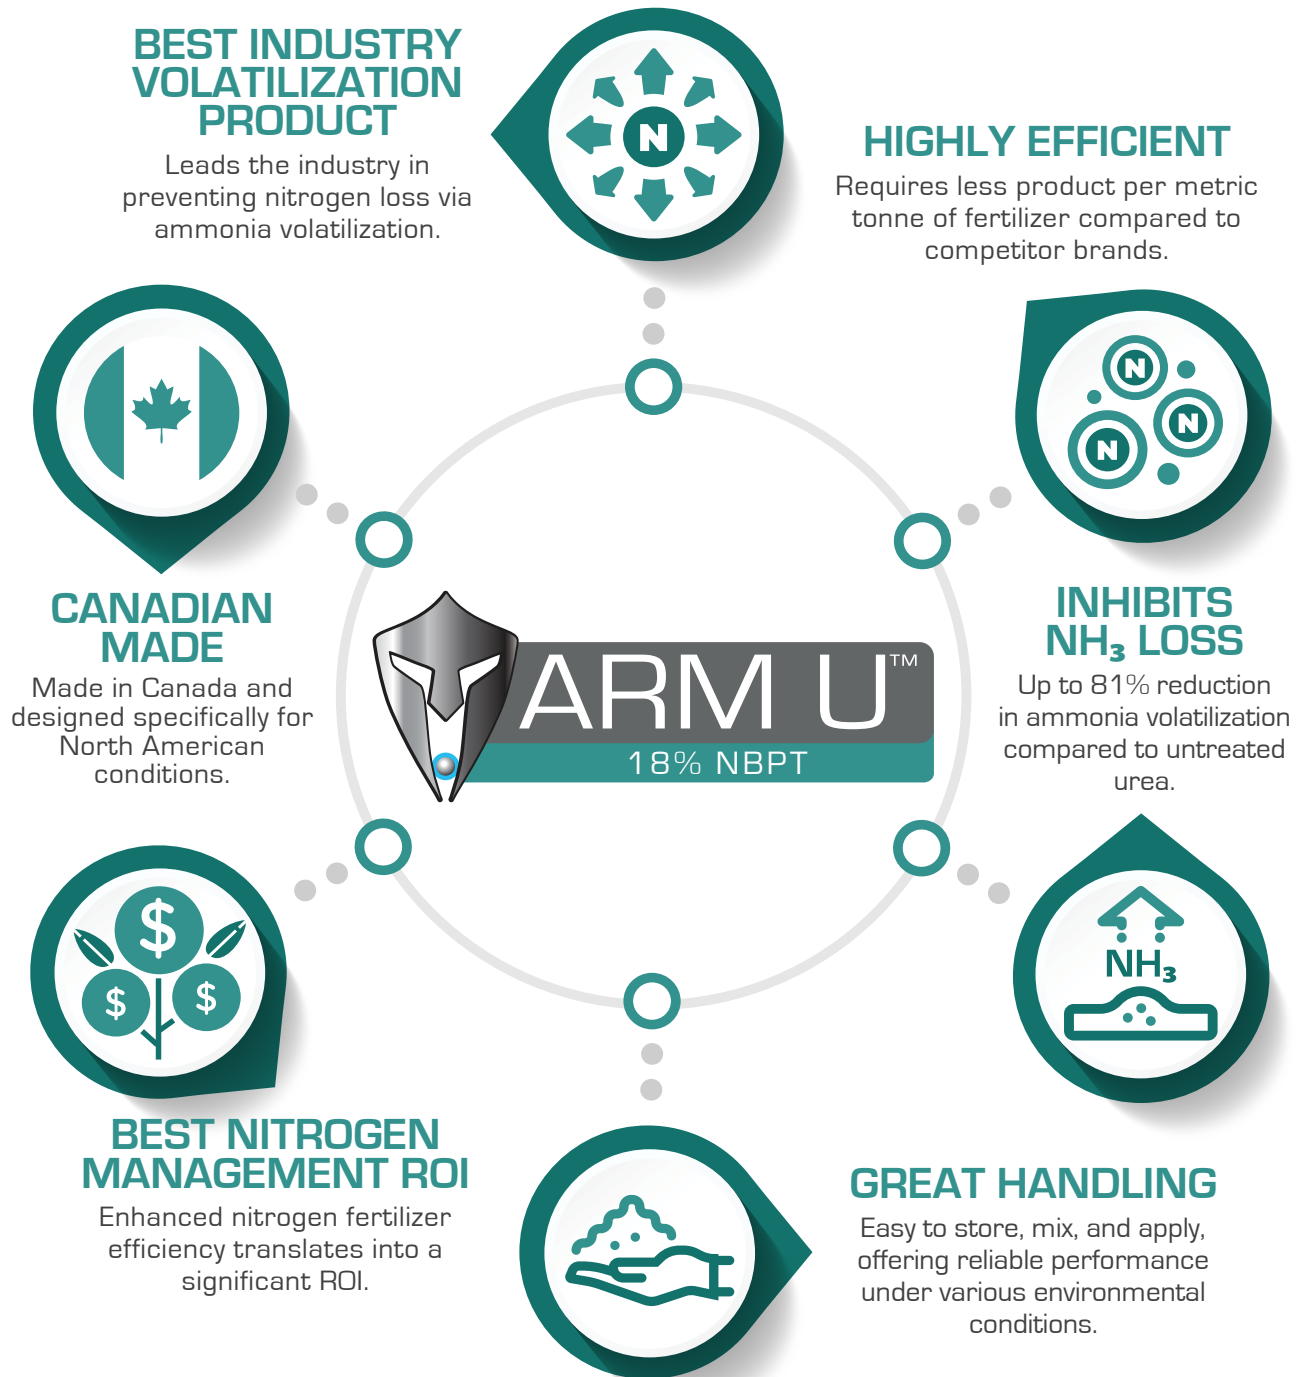 BEST INDUSTRY
VOLATILIZATION
PRODUCT
Leads the industry in
preventing nitrogen loss via
ammonia volatilization.
N
HIGHLY EFFICIENT
Requires less product per metric
tonne of fertilizer compared to
competitor brands.
N
N
N
CANADIAN
MADE
Made in Canada and
designed specifically for
North American
conditions.
ARM U™
18% NBPT
INHIBITS
NH₃ LOSS
Up to 81% reduction
in ammonia volatilization
compared to untreated
urea.
$
$ $
NH₃
BEST NITROGEN
MANAGEMENT ROI
Enhanced nitrogen fertilizer
efficiency translates into a
significant ROI.
GREAT HANDLING
Easy to store, mix, and apply,
offering reliable performance
under various environmental
conditions.